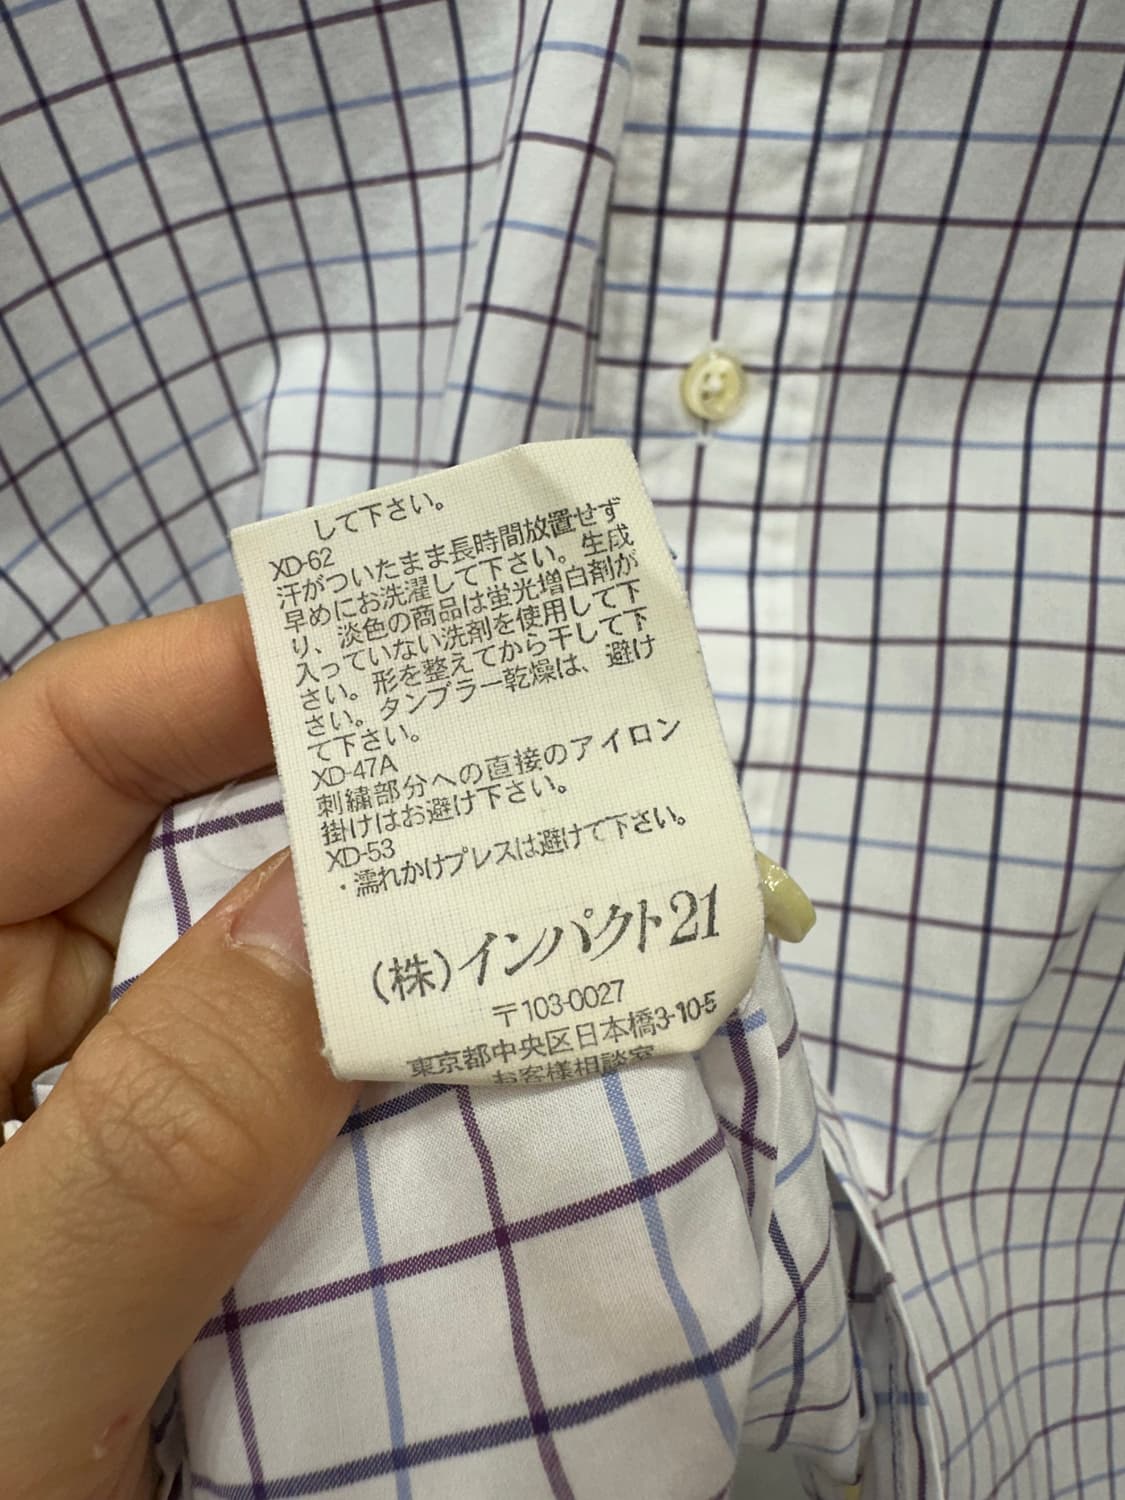 して下さい。
XD-62
汗がついたまま長時間放置せず
早めにお洗濯して下さい。生成
り、淡色の商品は蛍光増白剤が
入っていない洗剤を使用して下
さい。形を整えてから干して下
さい。タンブラー乾燥は、避け
て下さい。
XD-47A
刺繍部分への直接のアイロン
掛けはお避け下さい。
XD-53
・濡れかけプレスは避けて下さい。
(株)インパクト21
〒103-0027
東京都中央区日本橋3-10-5
お客様相談室